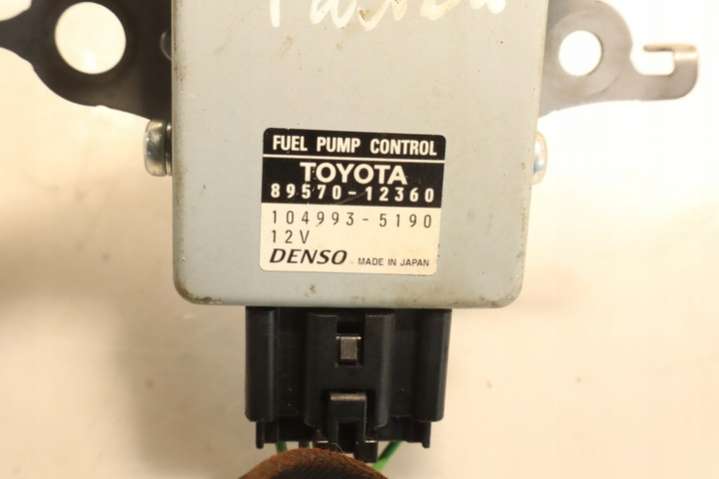 FUEL PUMP CONTROL
TOYOTA
89570-12360
104993-5190
12V
DENSO MADE IN JAPAN